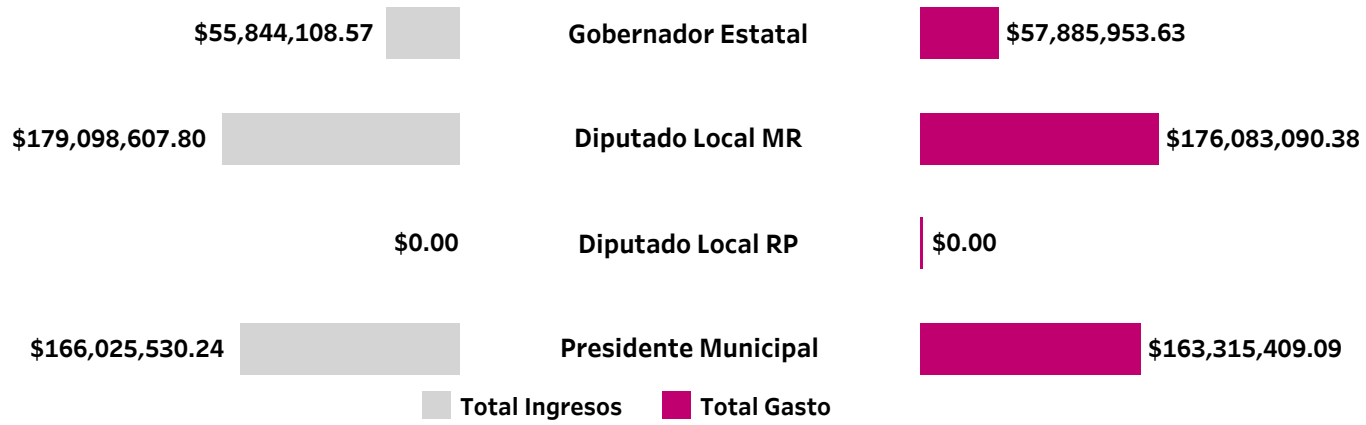 $55,844,108.57 Gobernador Estatal $57,885,953.63
$179,098,607.80 Diputado Local MR $176,083,090.38
$0.00 Diputado Local RP $0.00
$166,025,530.24 Presidente Municipal $163,315,409.09
Total Ingresos Total Gasto